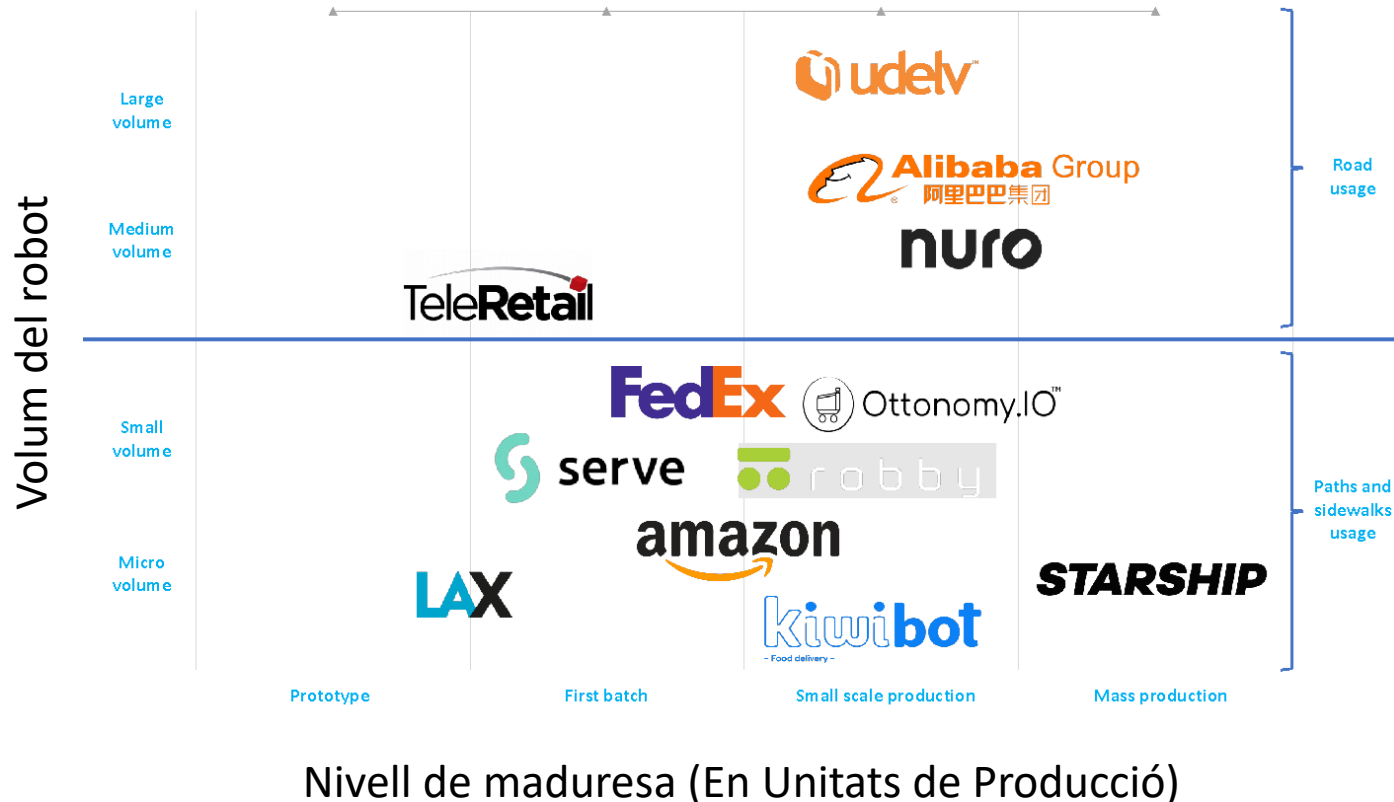 Volum del robot
Large
volume
Medium
volume
Small
volume
Micro
volume
udelv™
Alibaba Group
®
阿里巴巴集团
nuro
TeleRetail
FedEx
Ottonomy.IO™
serve
robby
amazon
LAX
STARSHIP
kiwibot
- Food delivery -
Road
usage
Paths and
sidewalks
usage
Prototype
First batch
Small scale production
Mass production
Nivell de maduresa (En Unitats de Producció)